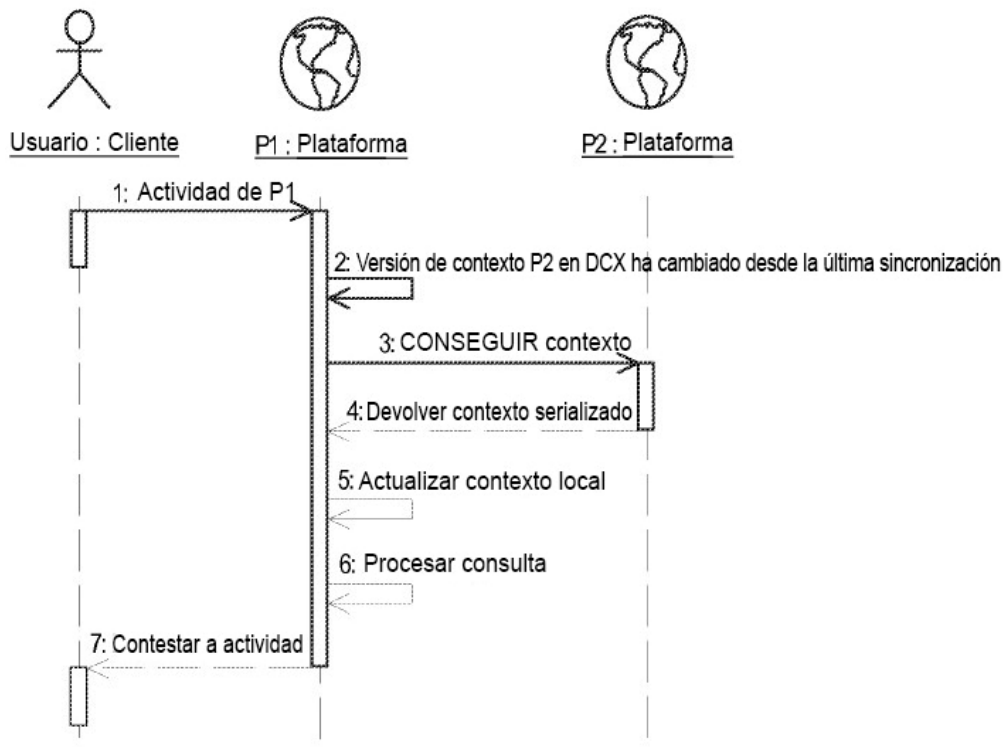 Usuario : Cliente
P1 : Plataforma
P2 : Plataforma
1: Actividad de P1
2: Versión de contexto P2 en DCX ha cambiado desde la última sincronización
3: CONSEGUIR contexto
4: Devolver contexto serializado
5: Actualizar contexto local
6: Procesar consulta
7: Contestar a actividad